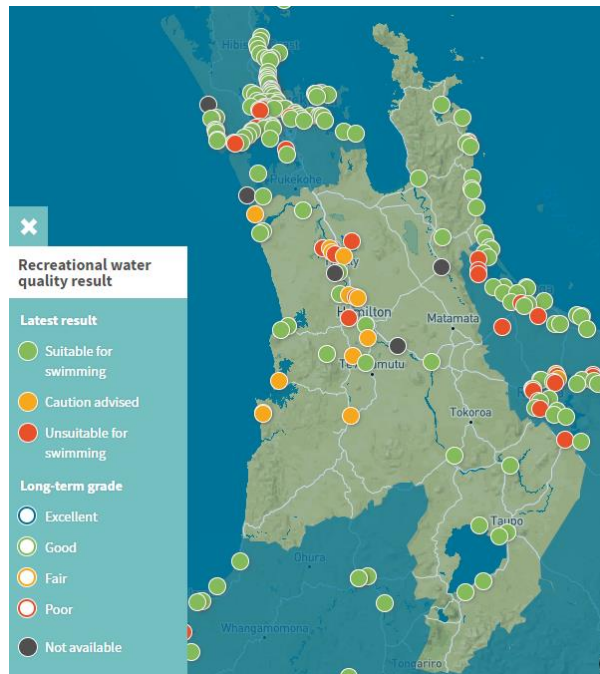 Pukekohe
Hamilton
Matamata
Tokoroa
Taupo
Ohura
Whangamomona
Tongariro
Recreational water
quality result
Latest result
Suitable for
swimming
Caution advised
Unsuitable for
swimming
Long-term grade
Excellent
Good
Fair
Poor
Not available